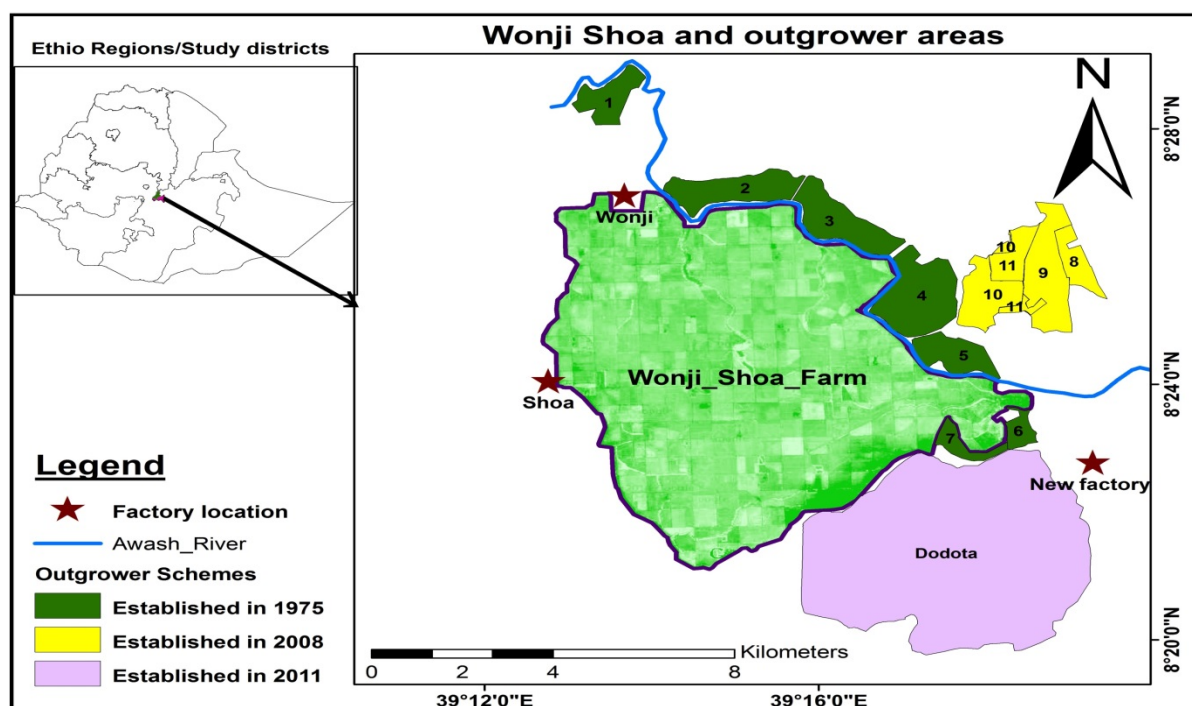 Ethio Regions/Study districts
Wonji Shoa and outgrower areas
N
1
8°28'0"N
2
Wonji
3
10
8
11
9
4
10
11
5
Wonji_Shoa_Farm
8°24'0"N
Shoa
6
7
New factory
Legend
Factory location
Awash_River
Dodota
Outgrower Schemes
Established in 1975
Established in 2008
Established in 2011
Kilometers
0 2 4 8
8°20'0"N
39°12'0"E 39°16'0"E